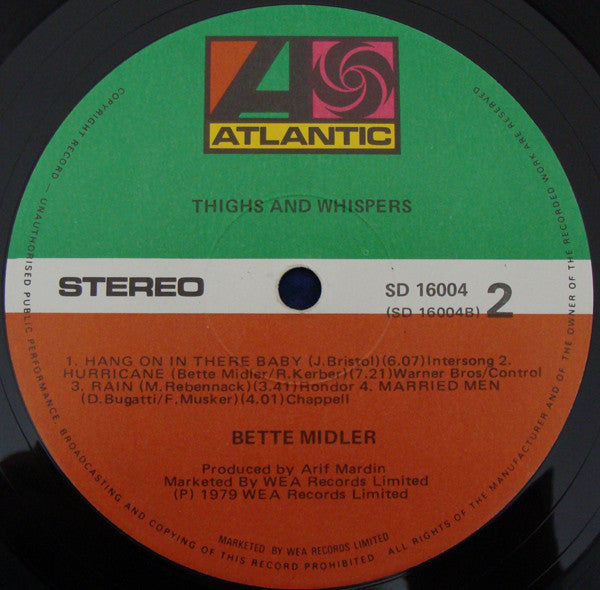 ATLANTIC
THIGHS AND WHISPERS
STEREO
SD 16004
(SD 16004B)
2
1. HANG ON IN THERE BABY (J.Bristol)(6.07)Intersong 2.
HURRICANE (Bette Midler/R.Kerber)(7.21)Warner Bros/Control
3. RAIN (M.Rebennack)(3.41)Rondor 4. MARRIED MEN
(D.Bugatti/F.Musker)(4.01)Chappell
BETTE MIDLER
Produced by Arif Mardin
Marketed By WEA Records Limited
(P) 1979 WEA Records Limited
MARKETED BY WEA RECORDS LIMITED
COPYRIGHT RECORD — UNAUTHORISED PUBLIC PERFORMANCE, BROADCASTING AND COPYING OF THIS RECORD PROHIBITED ALL RIGHTS OF THE MANUFACTURER AND OF THE OWNER OF THE RECORDED WORK ARE RESERVED